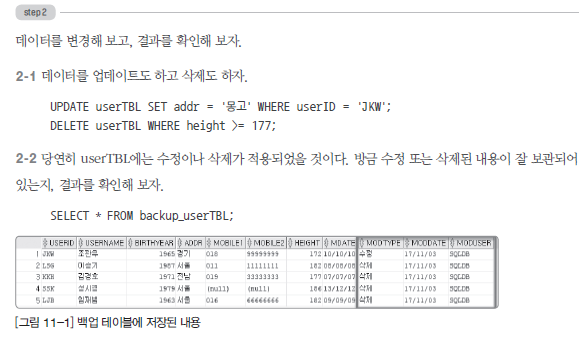 step 2
데이터를 변경해 보고, 결과를 확인해 보자.
2-1 데이터를 업데이트도 하고 삭제도 하자.
UPDATE userTBL SET addr = '몽고' WHERE userID = 'JKW';
DELETE userTBL WHERE height >= 177;
2-2 당연히 userTBL에는 수정이나 삭제가 적용되었을 것이다. 방금 수정 또는 삭제된 내용이 잘 보관되어
있는지, 결과를 확인해 보자.
SELECT * FROM backup_userTBL;
USERID USERNAME BIRTHYEAR ADDR MOBILE1 MOBILE2 HEIGHT MDATE MODTYPE MODDATE MODUSER
1 JKW 조관우 1965 경기 018 99999999 172 10/10/10 수정 17/11/03 SQLDB
2 LSG 이승기 1987 서울 011 11111111 182 08/08/08 삭제 17/11/03 SQLDB
3 KKH 김경호 1971 전남 019 33333333 177 07/07/07 삭제 17/11/03 SQLDB
4 SSK 성시경 1979 서울 (null) (null) 186 13/12/12 삭제 17/11/03 SQLDB
5 LJB 임재범 1963 서울 016 66666666 182 09/09/09 삭제 17/11/03 SQLDB
[그림 11-1] 백업 테이블에 저장된 내용